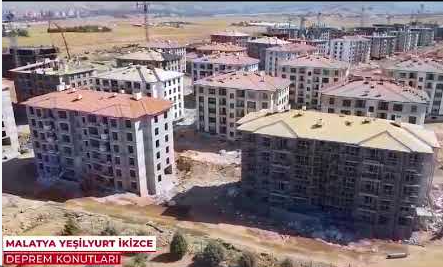 MALATYA YEŞİLYURT İKİZCE
DEPREM KONUTLARI